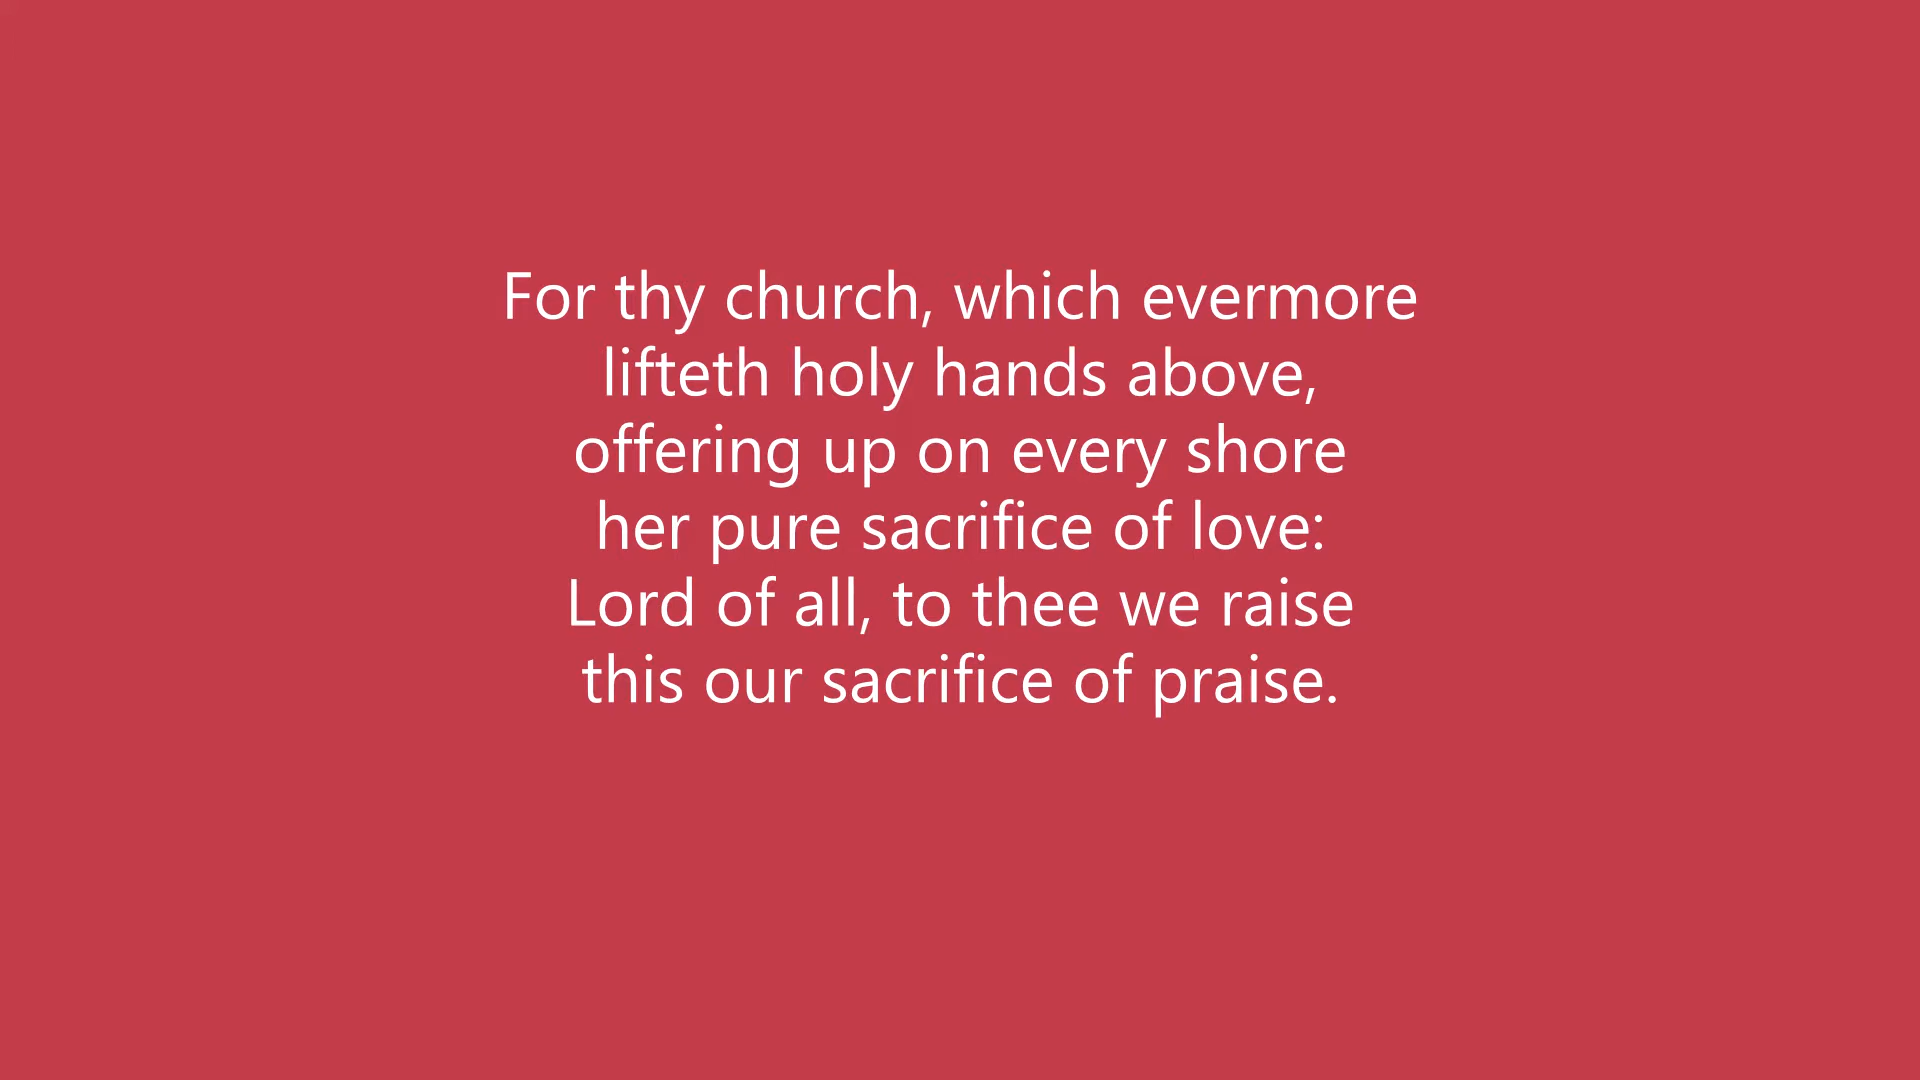 For thy church, which evermore
lifteth holy hands above,
offering up on every shore
her pure sacrifice of love:
Lord of all, to thee we raise
this our sacrifice of praise.